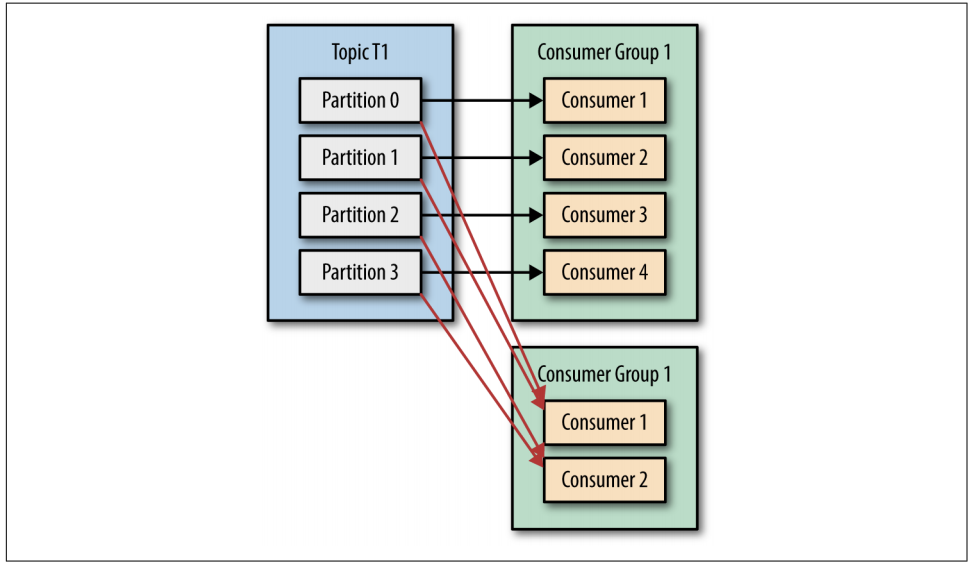 Topic T1
Partition 0
Partition 1
Partition 2
Partition 3
Consumer Group 1
Consumer 1
Consumer 2
Consumer 3
Consumer 4
Consumer Group 1
Consumer 1
Consumer 2